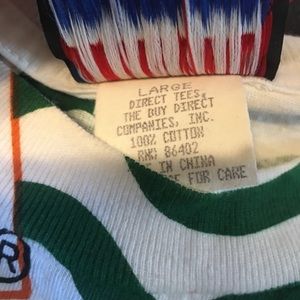 LARGE
DIRECT TEES,
THE BUY DIRECT
COMPANIES, INC.
100% COTTON
RN# 86402
IN CHINA
FOR CARE
R